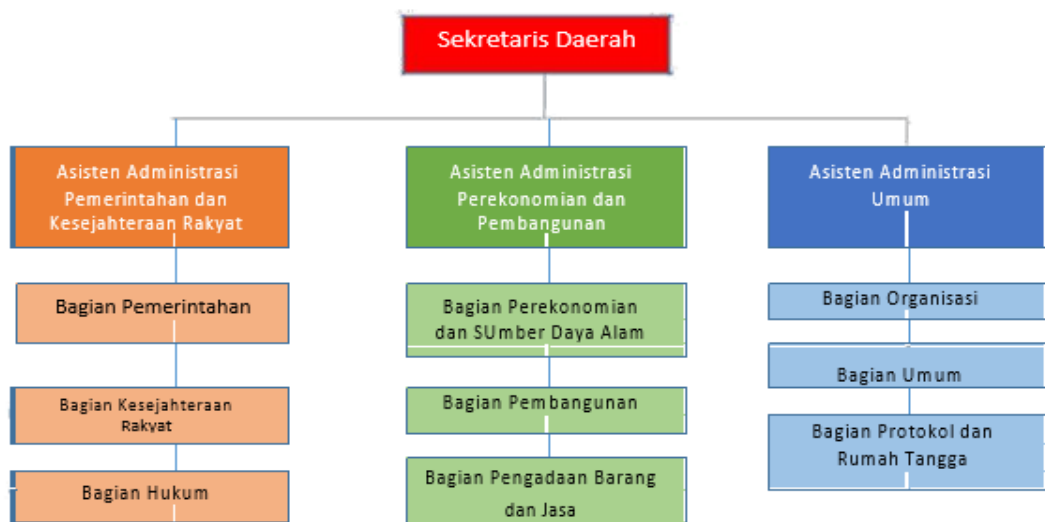 Sekretaris Daerah
Asisten Administrasi
Pemerintahan dan
Kesejahteraan Rakyat
Bagian Pemerintahan
Bagian Kesejahteraan
Rakyat
Bagian Hukum
Asisten Administrasi
Perekonomian dan
Pembangunan
Bagian Perekonomian
dan SUmber Daya Alam
Bagian Pembangunan
Bagian Pengadaan Barang
dan Jasa
Asisten Administrasi
Umum
Bagian Organisasi
Bagian Umum
Bagian Protokol dan
Rumah Tangga